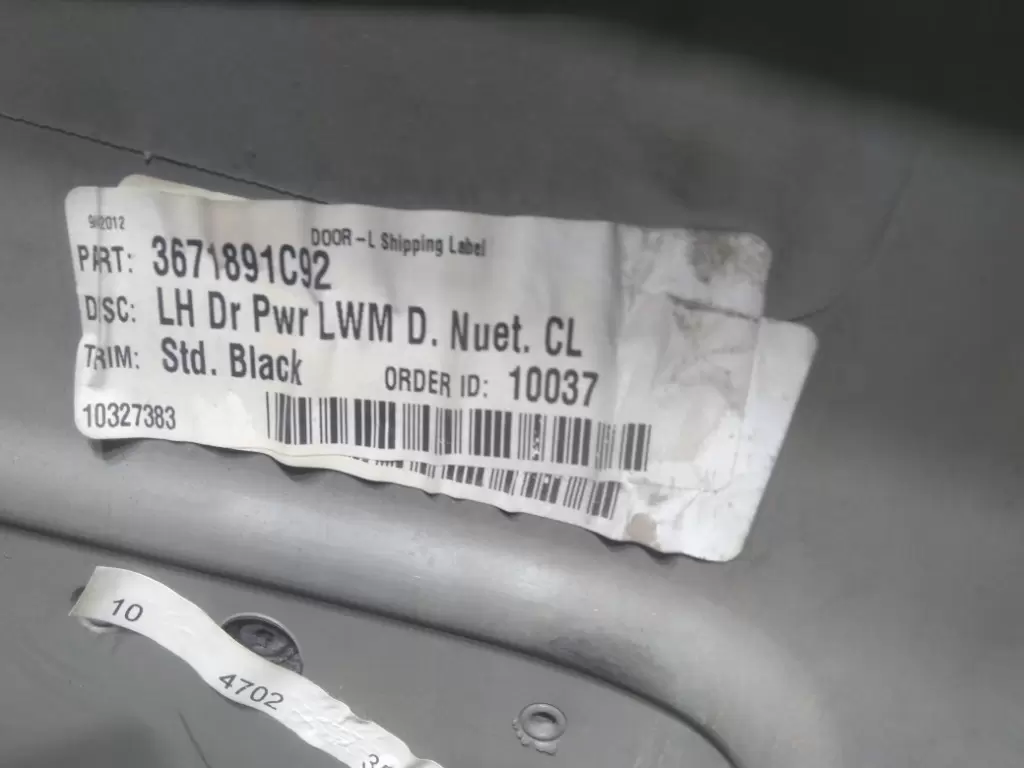 9/2012
DOOR-L Shipping Label
PART: 3671891C92
DISC: LH Dr Pwr LWM D. Nuet. CL
TRIM: Std. Black
ORDER ID: 10037
10327383
10
4702